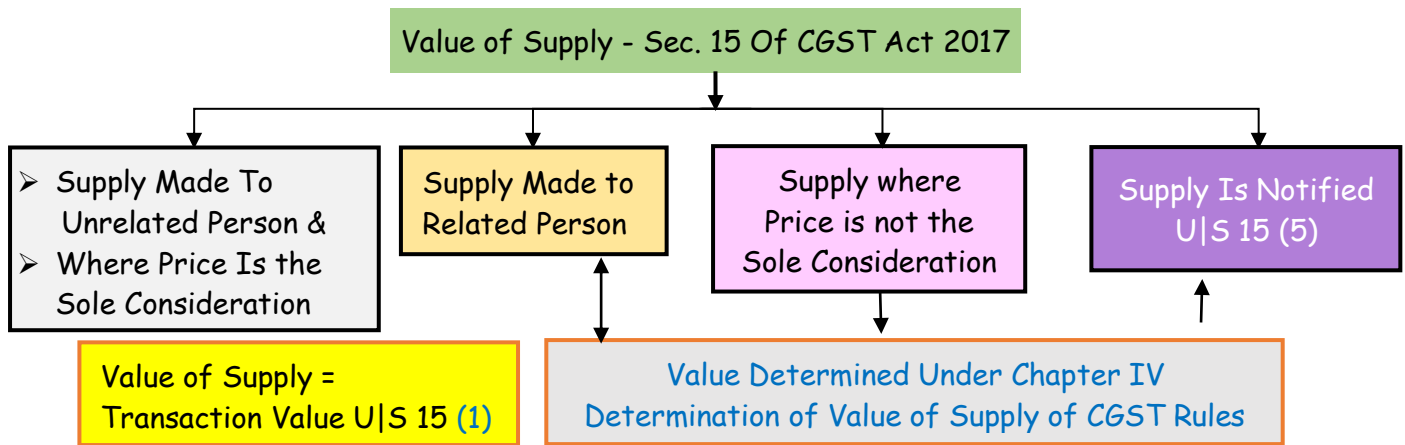 Value of Supply - Sec. 15 Of CGST Act 2017
➢ Supply Made To
Unrelated Person &
➢ Where Price Is the
Sole Consideration
Supply Made to
Related Person
Supply where
Price is not the
Sole Consideration
Supply Is Notified
U|S 15 (5)
Value of Supply =
Transaction Value U|S 15 (1)
Value Determined Under Chapter IV
Determination of Value of Supply of CGST Rules